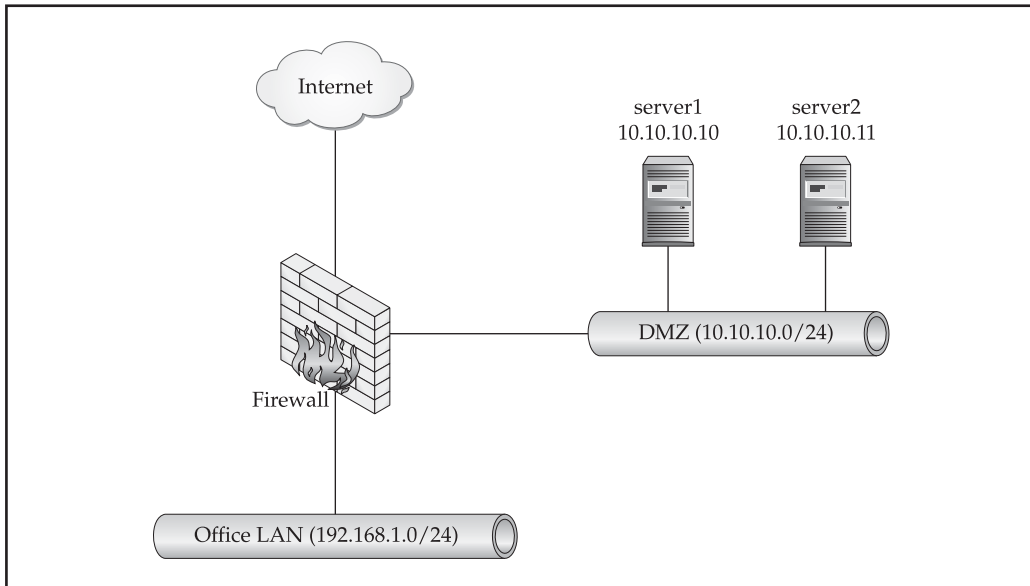 Internet
server1
10.10.10.10
server2
10.10.10.11
DMZ (10.10.10.0/24)
Firewall
Office LAN (192.168.1.0/24)